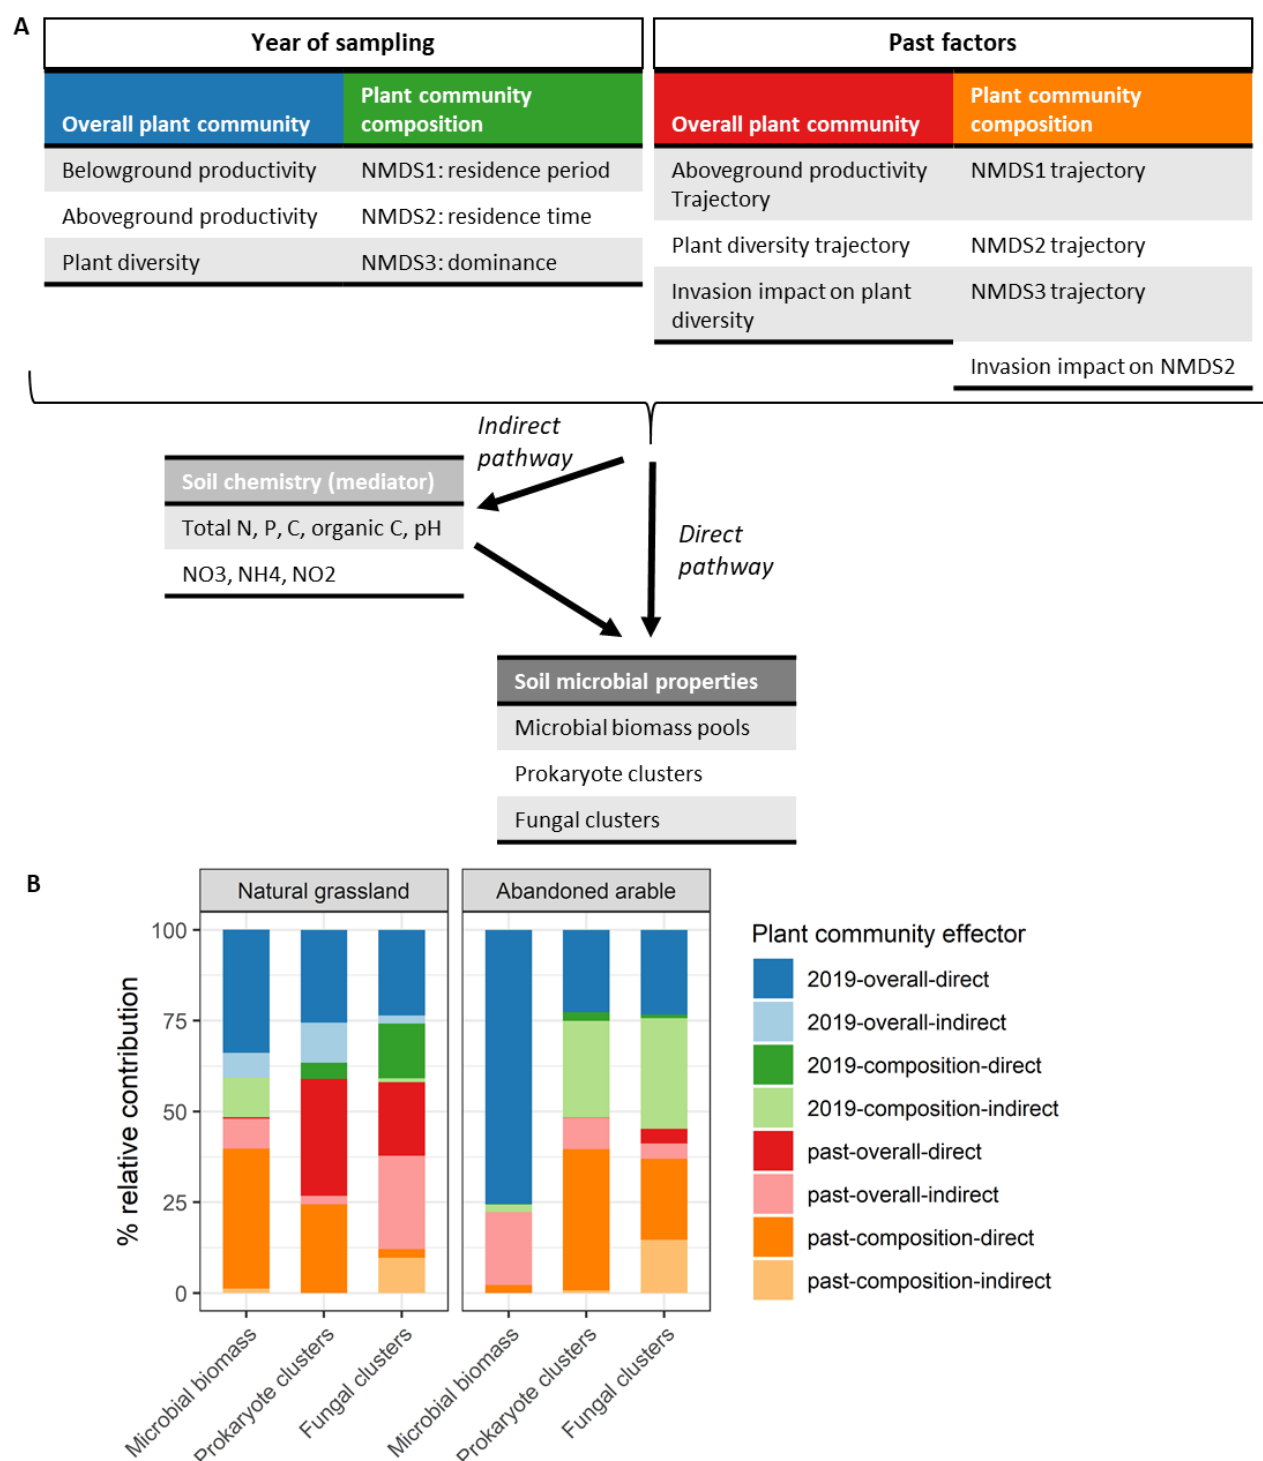 A
Year of sampling
Past factors
Overall plant community
Plant community
composition
Overall plant community
Plant community
composition
Belowground productivity
NMDS1: residence period
Aboveground productivity
Trajectory
NMDS1 trajectory
Aboveground productivity
NMDS2: residence time
Plant diversity trajectory
NMDS2 trajectory
Plant diversity
NMDS3: dominance
Invasion impact on plant
diversity
NMDS3 trajectory
Invasion impact on NMDS2
Indirect
pathway
Soil chemistry (mediator)
Total N, P, C, organic C, pH
NO3, NH4, NO2
Direct
pathway
Soil microbial properties
Microbial biomass pools
Prokaryote clusters
Fungal clusters
B
Natural grassland
Abandoned arable
% relative contribution
100
75
50
25
0
Microbial biomass
Prokaryote clusters
Fungal clusters
Microbial biomass
Prokaryote clusters
Fungal clusters
Plant community effector
2019-overall-direct
2019-overall-indirect
2019-composition-direct
2019-composition-indirect
past-overall-direct
past-overall-indirect
past-composition-direct
past-composition-indirect